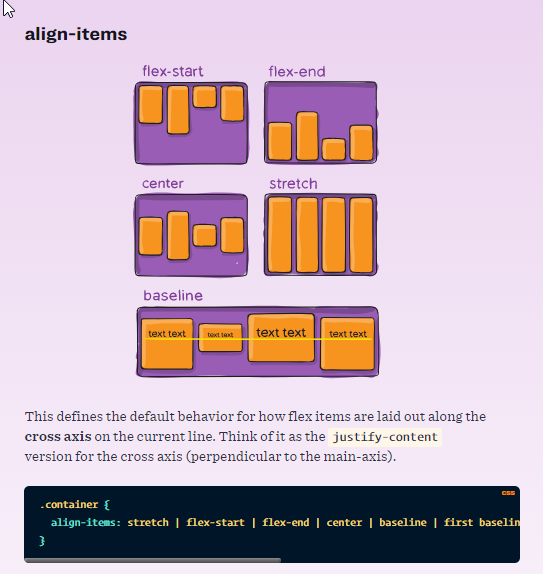 align-items
flex-start flex-end
center stretch
baseline
text text text text text text text text
This defines the default behavior for how flex items are laid out along the
cross axis on the current line. Think of it as the justify-content
version for the cross axis (perpendicular to the main-axis).
CSS
.container {
align-items: stretch | flex-start | flex-end | center | baseline | first baselin
}